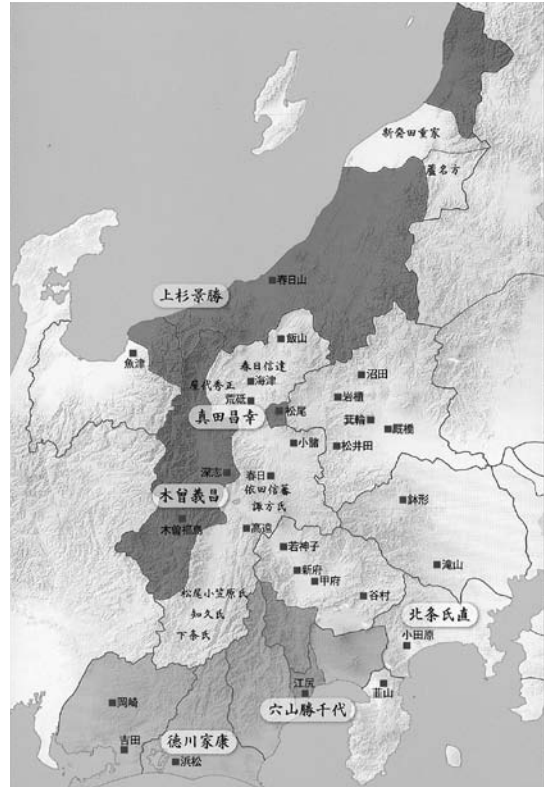 新発田重家
蘆名方
春日山
上杉景勝
飯山
魚津
春日信達
沼田
屋代秀正
海津
岩櫃
荒砥
松尾
箕輪
真田昌幸
厩橋
小諸
松井田
深志
春日
依田信蕃
木曽義昌
鉢形
諏方氏
木曽福島
高遠
若神子
滝山
新府
甲府
松尾小笠原氏
谷村
知久氏
北条氏直
下条氏
小田原
江尻
韮山
岡崎
穴山勝千代
吉田
徳川家康
浜松